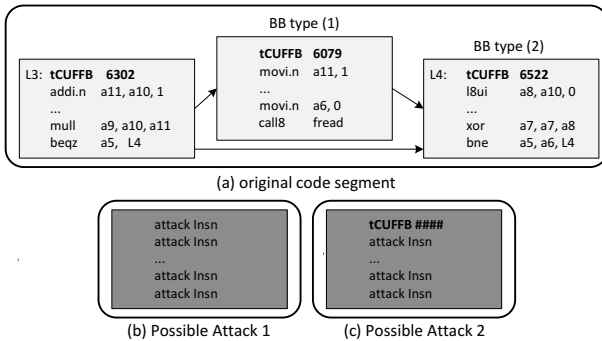 BB type (1)
BB type (2)
L3: tCUFFB 6302
addi.n a11, a10, 1
...
mull a9, a10, a11
beqz a5, L4
tCUFFB 6079
movi.n a11, 1
...
movi.n a6, 0
call8 fread
L4: tCUFFB 6522
l8ui a8, a10, 0
...
xor a7, a7, a8
bne a5, a6, L4
(a) original code segment
attack Insn
attack Insn
...
attack Insn
attack Insn
(b) Possible Attack 1
tCUFFB ####
attack Insn
...
attack Insn
attack Insn
(c) Possible Attack 2